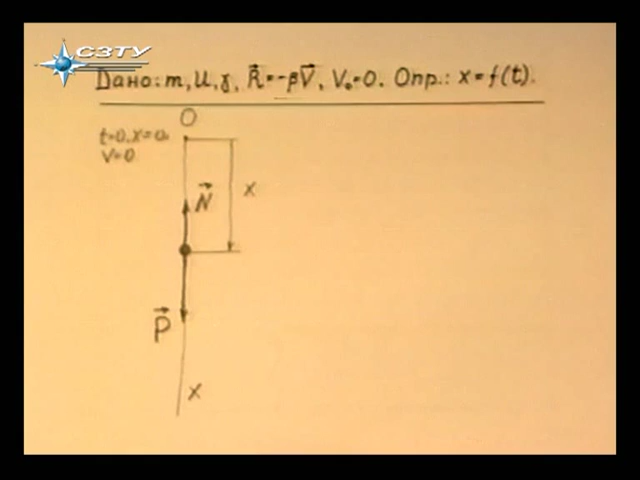 СЗТУ
Дано: m, U, γ, R⃗=-βV⃗, V₀=0. Опр.: x=f(t).
O
t=0, x=0,
V=0
N⃗
x
P⃗
x